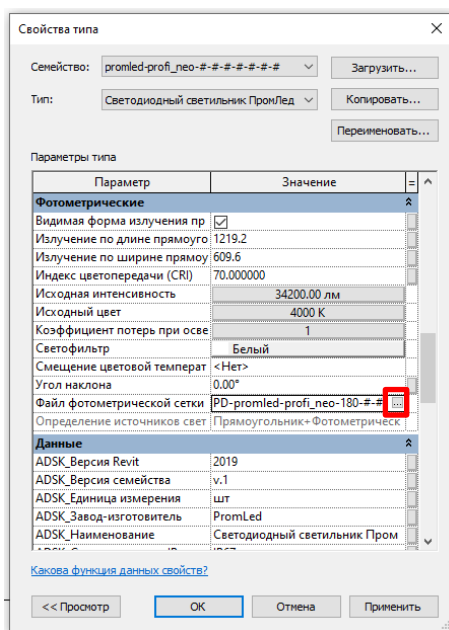 Свойства типа
Семейство: promled-profi_neo-#-#-#-#-#-#-# Загрузить...
Тип: Светодиодный светильник ПромЛед Копировать...
Переименовать...
Параметры типа
Параметр Значение =
Фотометрические
Видимая форма излучения пр
Излучение по длине прямоуго 1219.2
Излучение по ширине прямоу 609.6
Индекс цветопередачи (CRI) 70.000000
Исходная интенсивность 34200.00 лм
Исходный цвет 4000 K
Коэффициент потерь при осве 1
Светофильтр Белый
Смещение цветовой температ <Нет>
Угол наклона 0.00°
Файл фотометрической сетки PD-promled-profi_neo-180-#-# ...
Определение источников свет Прямоугольник+Фотометрическ
Данные
ADSK_Версия Revit 2019
ADSK_Версия семейства v.1
ADSK_Единица измерения шт
ADSK_Завод-изготовитель PromLed
ADSK_Наименование Светодиодный светильник Пром
Какова функция данных свойств?
<< Просмотр OK Отмена Применить